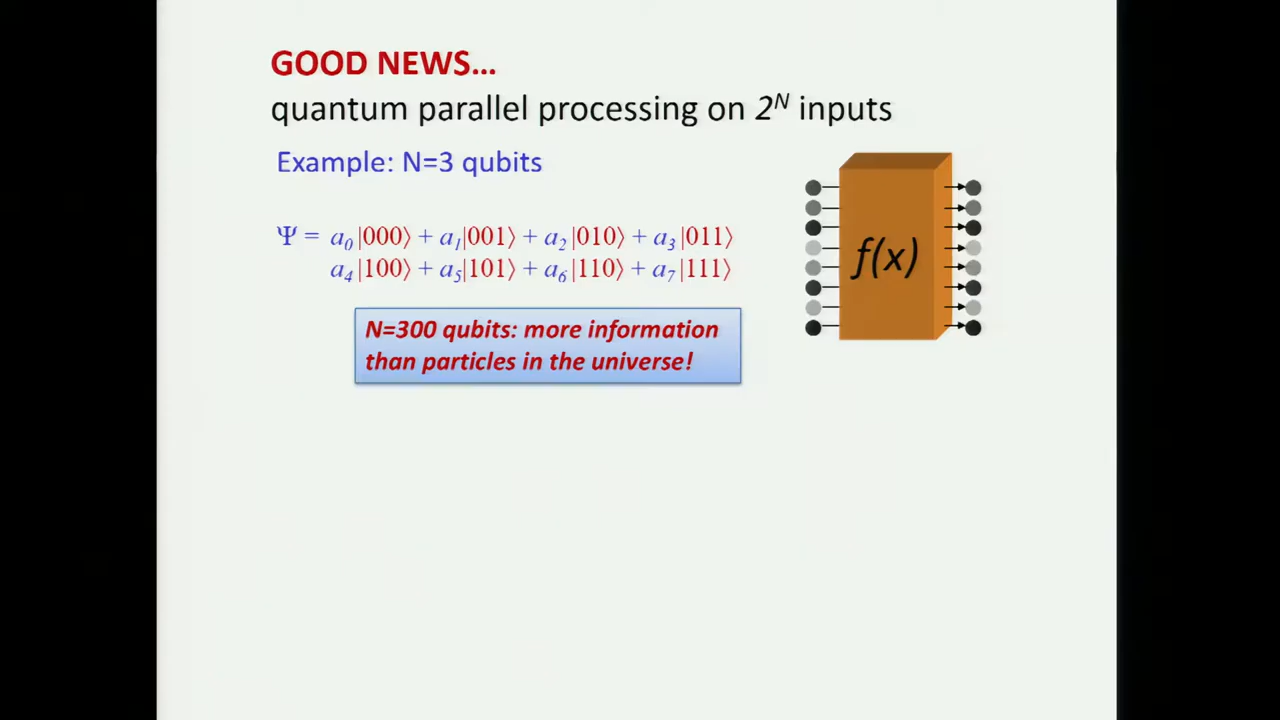 GOOD NEWS...
quantum parallel processing on 2^N inputs
Example: N=3 qubits
Ψ = a₀|000⟩ + a₁|001⟩ + a₂|010⟩ + a₃|011⟩
a₄|100⟩ + a₅|101⟩ + a₆|110⟩ + a₇|111⟩
f(x)
N=300 qubits: more information
than particles in the universe!